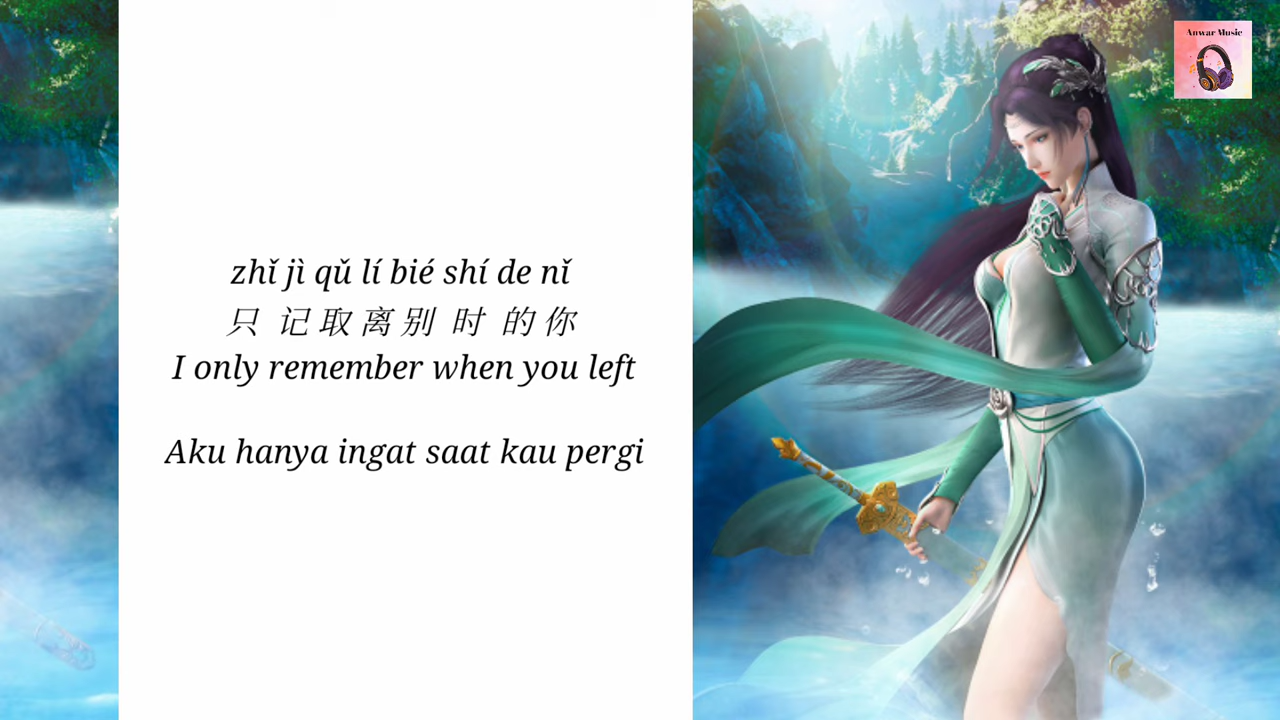 zhǐ jì qǔ lí bié shí de nǐ
只 记 取 离 别 时 的 你
I only remember when you left
Aku hanya ingat saat kau pergi
Anwar Music